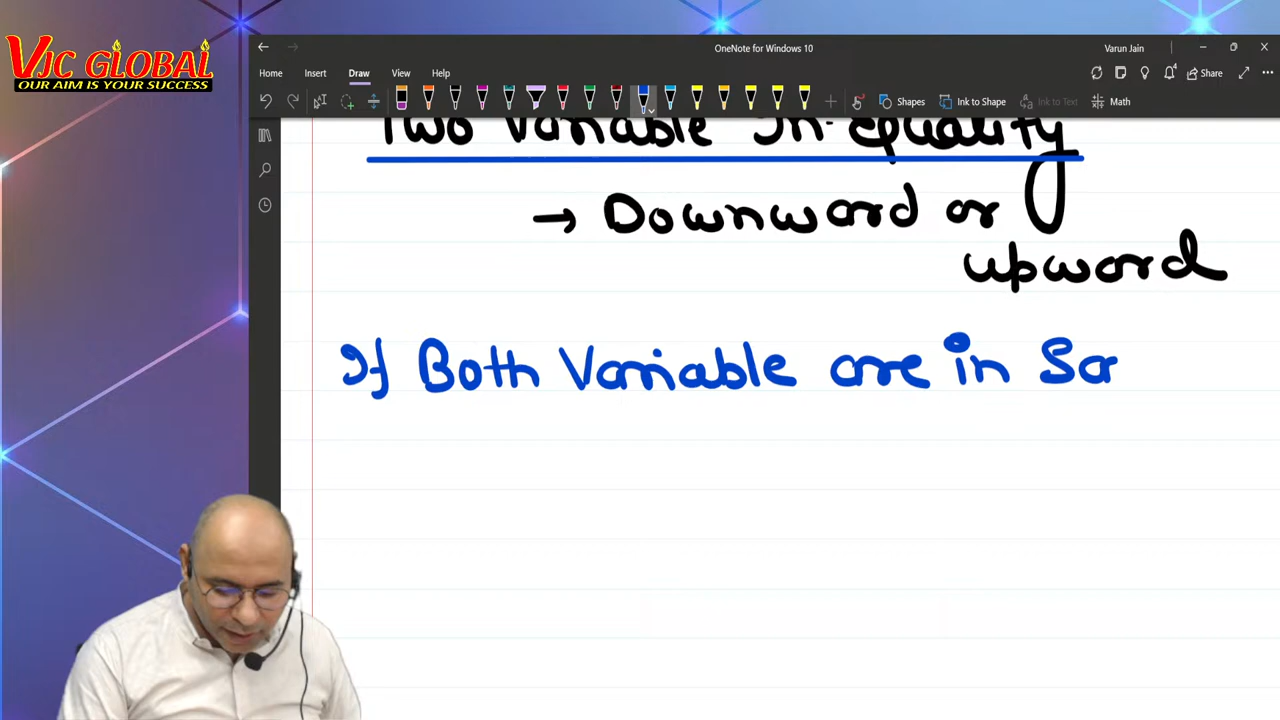 VJC GLOBAL
OUR AIM IS YOUR SUCCESS
OneNote for Windows 10
Varun Jain
Home Insert Draw View Help
Share
Shapes Ink to Shape Ink to Text Math
Two Variable In-equality
→ Downward or
upward
If Both Variable are in Sa